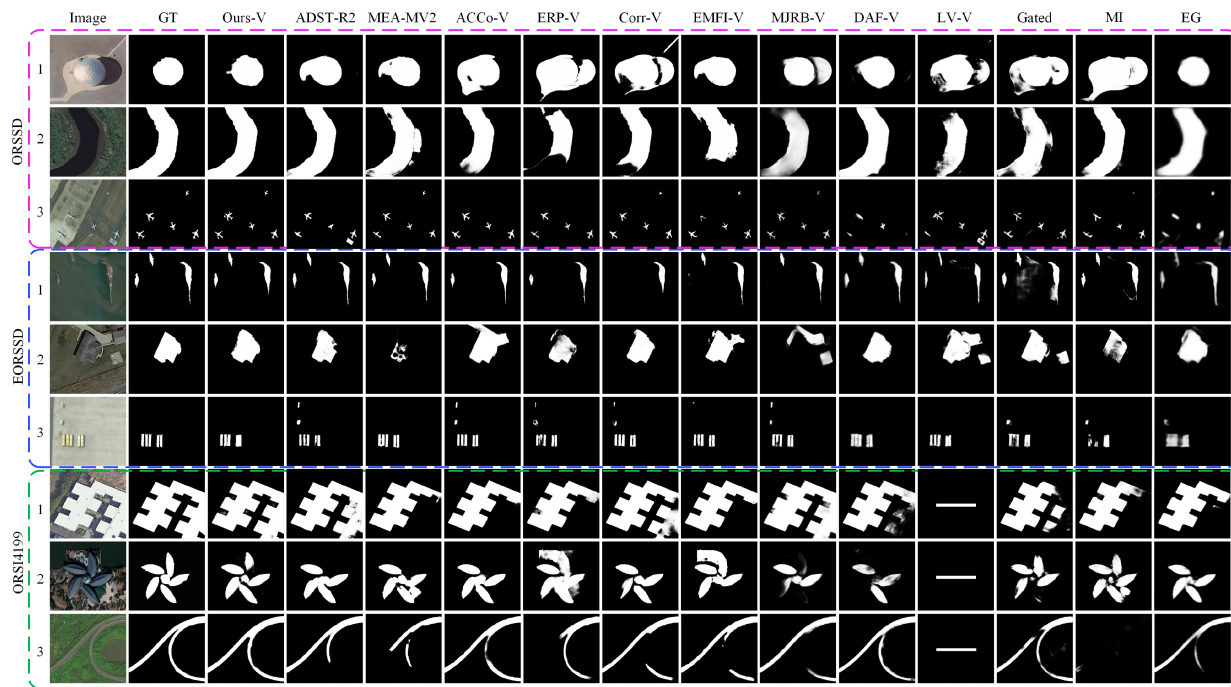 Image GT Ours-V ADST-R2 MEA-MV2 ACCo-V ERP-V Corr-V EMFI-V MJRB-V DAF-V LV-V Gated MI EG
ORSSD
1
2
3
EORSSD
1
2
3
ORSI4199
1
2
3